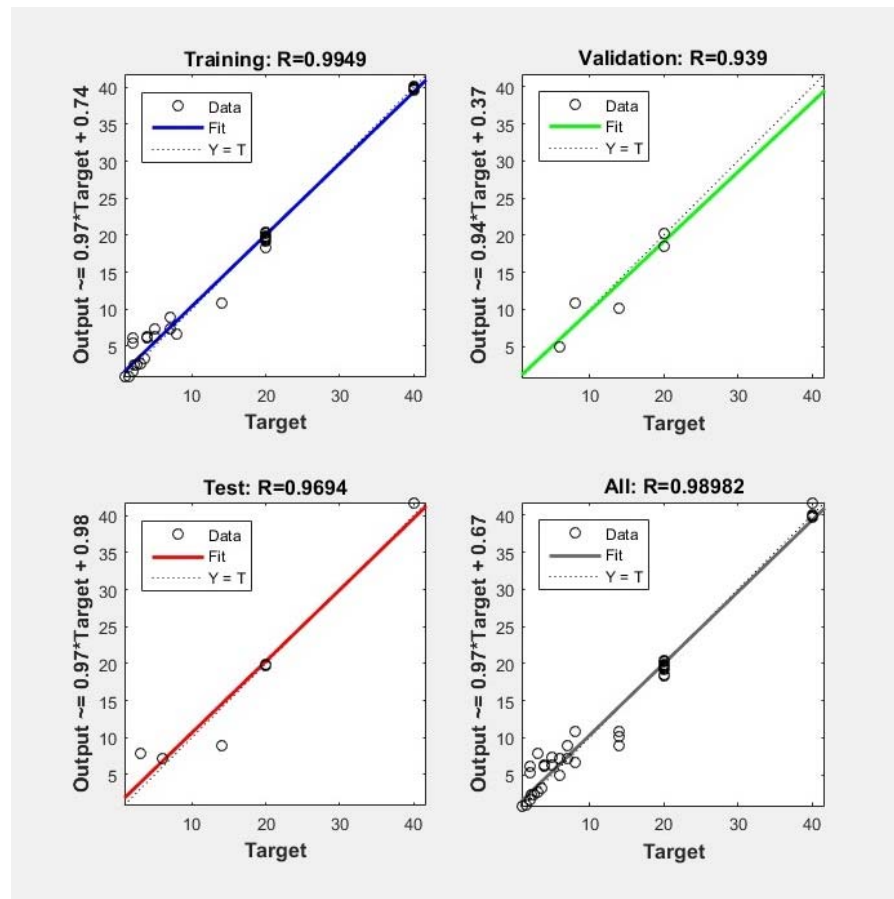 Training: R=0.9949
Output ~= 0.97*Target + 0.74
40
35
30
25
20
15
10
5
Data
Fit
Y = T
10
20
30
40
Target
Validation: R=0.939
Output ~= 0.94*Target + 0.37
40
35
30
25
20
15
10
5
Data
Fit
Y = T
10
20
30
40
Target
Test: R=0.9694
Output ~= 0.97*Target + 0.98
40
35
30
25
20
15
10
5
Data
Fit
Y = T
10
20
30
40
Target
All: R=0.98982
Output ~= 0.97*Target + 0.67
40
35
30
25
20
15
10
5
Data
Fit
Y = T
10
20
30
40
Target